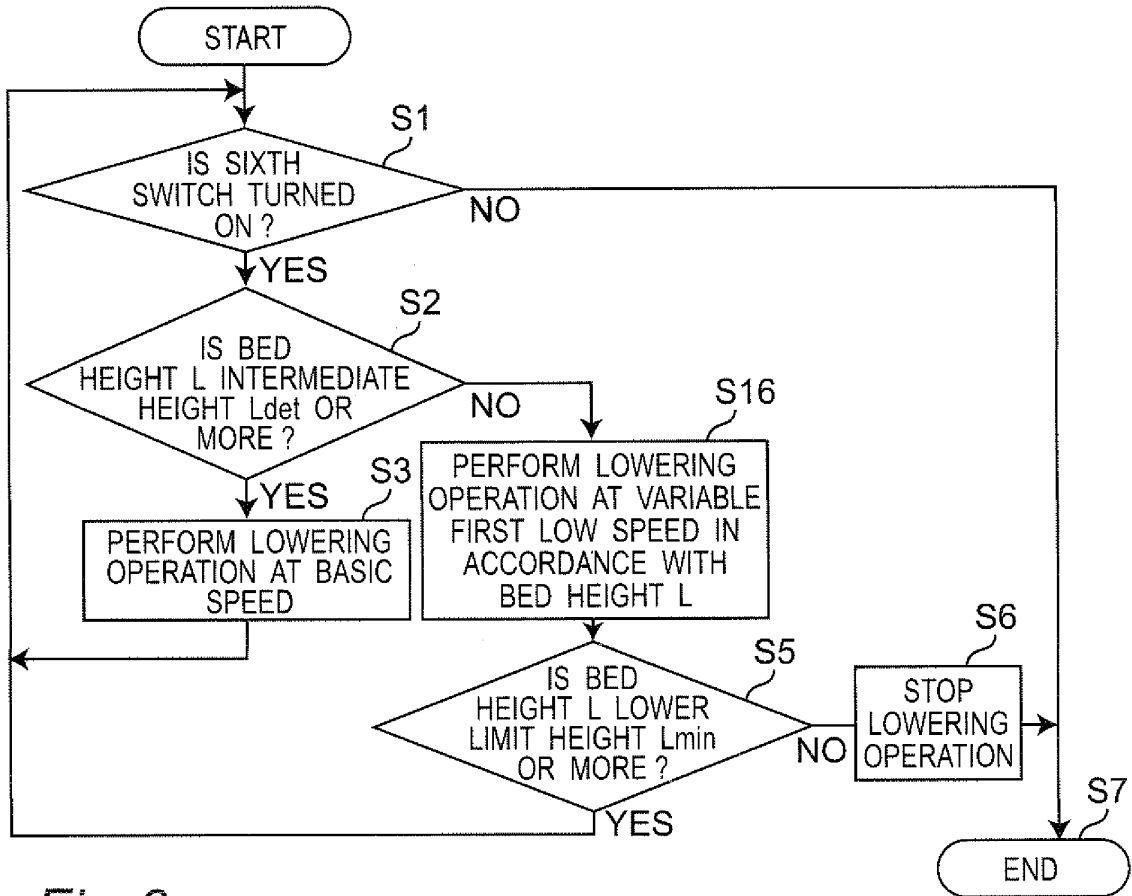 START
S1
IS SIXTH
SWITCH TURNED
ON ?
NO
YES
S2
IS BED
HEIGHT L INTERMEDIATE
HEIGHT Ldet OR
MORE ?
NO
YES
S3
PERFORM LOWERING
OPERATION AT BASIC
SPEED
S16
PERFORM LOWERING
OPERATION AT VARIABLE
FIRST LOW SPEED IN
ACCORDANCE WITH
BED HEIGHT L
S5
IS BED
HEIGHT L LOWER
LIMIT HEIGHT Lmin
OR MORE ?
NO
YES
S6
STOP
LOWERING
OPERATION
S7
END